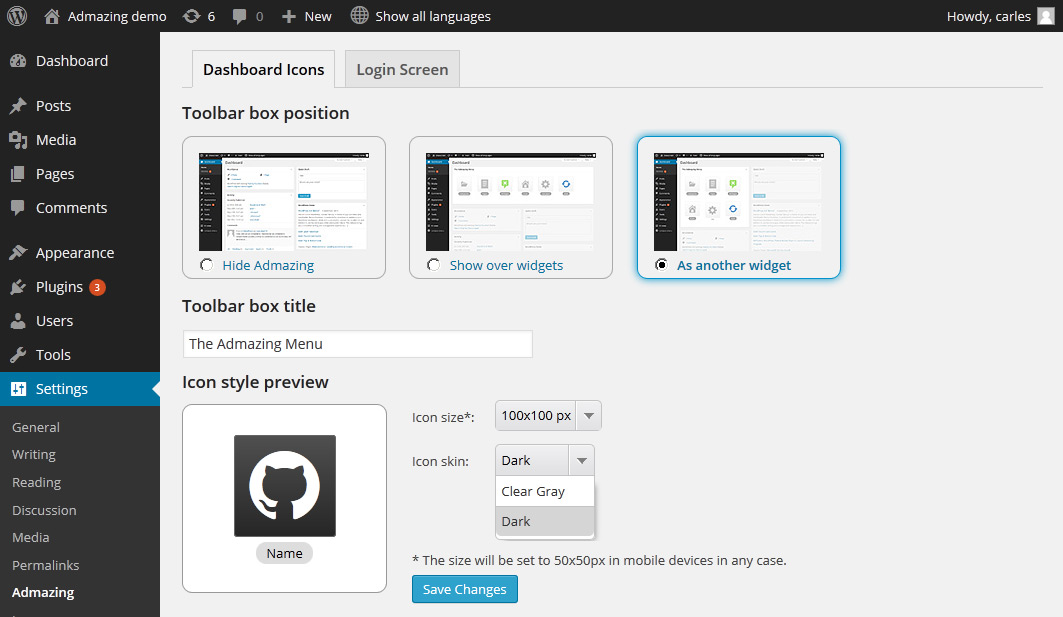 Admazing demo 6 0 New Show all languages Howdy, carles
Dashboard
Posts
Media
Pages
Comments
Appearance
Plugins 3
Users
Tools
Settings
General
Writing
Reading
Discussion
Media
Permalinks
Admazing
Dashboard Icons Login Screen
Toolbar box position
Hide Admazing Show over widgets As another widget
Toolbar box title
The Admazing Menu
Icon style preview
Name
Icon size*: 100x100 px
Icon skin: Dark
Clear Gray
Dark
* The size will be set to 50x50px in mobile devices in any case.
Save Changes